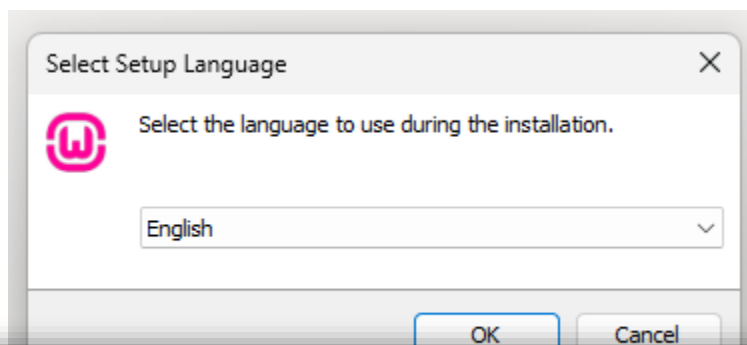 Select Setup Language
Select the language to use during the installation.
English
OK
Cancel